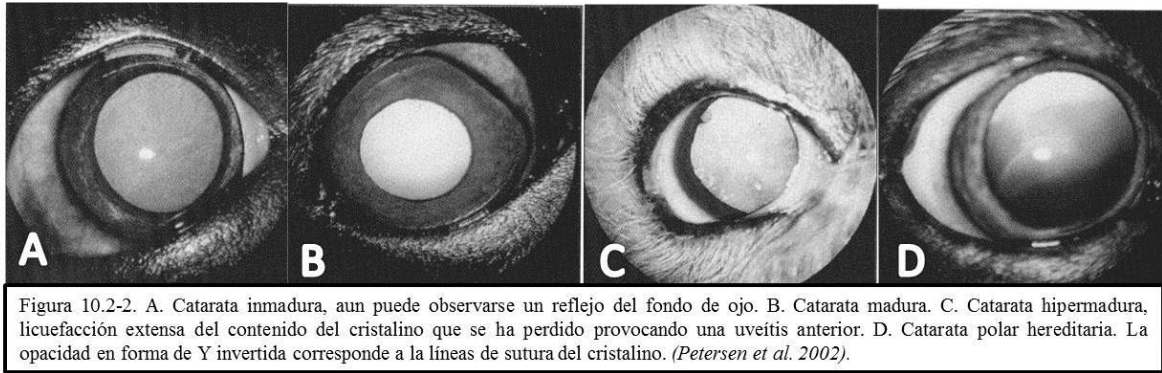 A
B
C
D
Figura 10.2-2. A. Catarata inmadura, aun puede observarse un reflejo del fondo de ojo. B. Catarata madura. C. Catarata hipermadura,
licuefacción extensa del contenido del cristalino que se ha perdido provocando una uveítis anterior. D. Catarata polar hereditaria. La
opacidad en forma de Y invertida corresponde a la líneas de sutura del cristalino. (Petersen et al. 2002).